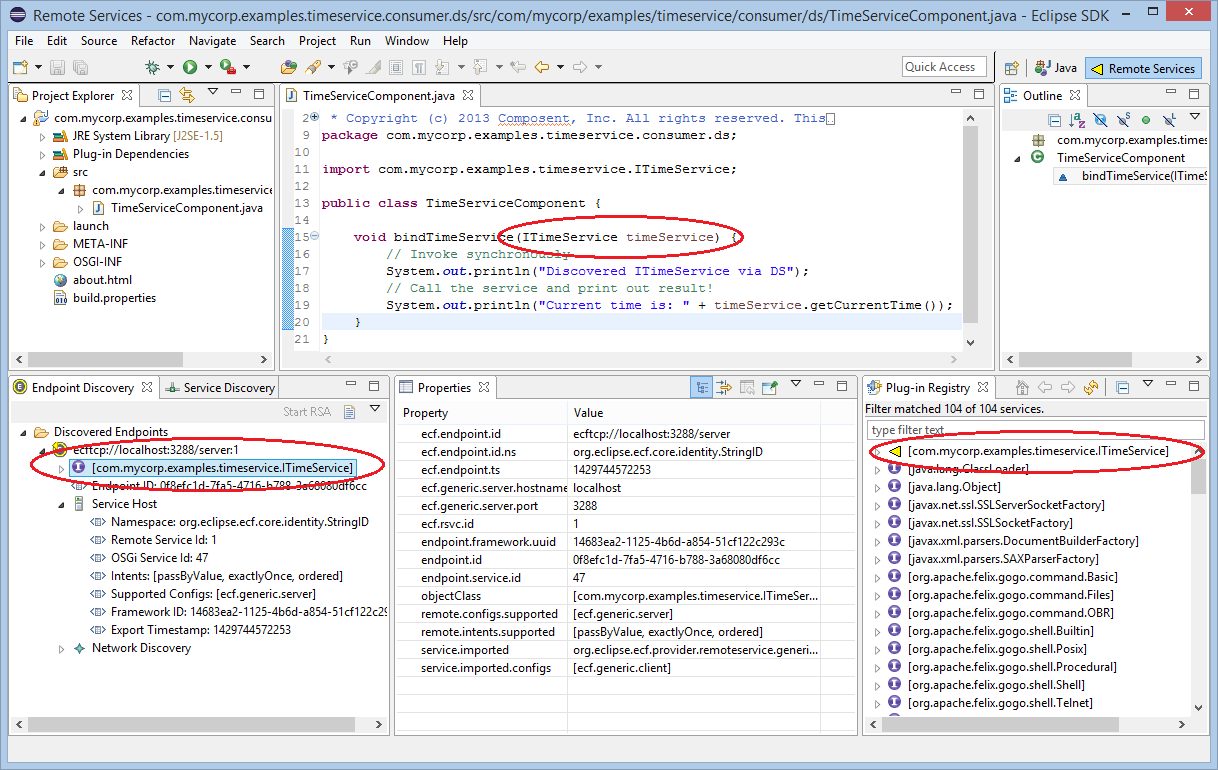 Remote Services - com.mycorp.examples.timeservice.consumer.ds/src/com/mycorp/examples/timeservice/consumer/ds/TimeServiceComponent.java - Eclipse SDK
File Edit Source Refactor Navigate Search Project Run Window Help
Quick Access
Java
Remote Services
Project Explorer
com.mycorp.examples.timeservice.consu
JRE System Library [J2SE-1.5]
Plug-in Dependencies
src
com.mycorp.examples.timeservice
TimeServiceComponent.java
launch
META-INF
OSGI-INF
about.html
build.properties
TimeServiceComponent.java
2 * Copyright (c) 2013 Component, Inc. All rights reserved. This
9 package com.mycorp.examples.timeservice.consumer.ds;
10
11 import com.mycorp.examples.timeservice.ITimeService;
12
13 public class TimeServiceComponent {
14
15 void bindTimeService(ITimeService timeService) {
16 // Invoke synchronously
17 System.out.println("Discovered ITimeService via DS");
18 // Call the service and print out result!
19 System.out.println("Current time is: " + timeService.getCurrentTime());
20 }
21 }
Outline
com.mycorp.examples.times
TimeServiceComponent
bindTimeService(ITimeS
Endpoint Discovery
Service Discovery
Start RSA
Discovered Endpoints
ecftcp://localhost:3288/server:1
[com.mycorp.examples.timeservice.ITimeService]
Endpoint ID: 0f8efc1d-7fa5-4716-b788-3a68080df6cc
Service Host
Namespace: org.eclipse.ecf.core.identity.StringID
Remote Service Id: 1
OSGi Service Id: 47
Intents: [passByValue, exactlyOnce, ordered]
Supported Configs: [ecf.generic.server]
Framework ID: 14683ea2-1125-4b6d-a854-51cf122c29
Export Timestamp: 1429744572253
Network Discovery
Properties
Property Value
ecf.endpoint.id ecftcp://localhost:3288/server
ecf.endpoint.id.ns org.eclipse.ecf.core.identity.StringID
ecf.endpoint.ts 1429744572253
ecf.generic.server.hostname localhost
ecf.generic.server.port 3288
ecf.rsvc.id 1
endpoint.framework.uuid 14683ea2-1125-4b6d-a854-51cf122c293c
endpoint.id 0f8efc1d-7fa5-4716-b788-3a68080df6cc
endpoint.service.id 47
objectClass [com.mycorp.examples.timeservice.ITimeSer...
remote.configs.supported [ecf.generic.server]
remote.intents.supported [passByValue, exactlyOnce, ordered]
service.imported org.eclipse.ecf.provider.remoteservice.generi...
service.imported.configs [ecf.generic.client]
Plug-in Registry
Filter matched 104 of 104 services.
type filter text
[com.mycorp.examples.timeservice.ITimeService]
[java.lang.ClassLoader]
[java.lang.Object]
[javax.net.ssl.SSLServerSocketFactory]
[javax.net.ssl.SSLSocketFactory]
[javax.xml.parsers.DocumentBuilderFactory]
[javax.xml.parsers.SAXParserFactory]
[org.apache.felix.gogo.command.Basic]
[org.apache.felix.gogo.command.Files]
[org.apache.felix.gogo.command.OBR]
[org.apache.felix.gogo.shell.Builtin]
[org.apache.felix.gogo.shell.Posix]
[org.apache.felix.gogo.shell.Procedural]
[org.apache.felix.gogo.shell.Shell]
[org.apache.felix.gogo.shell.Telnet]